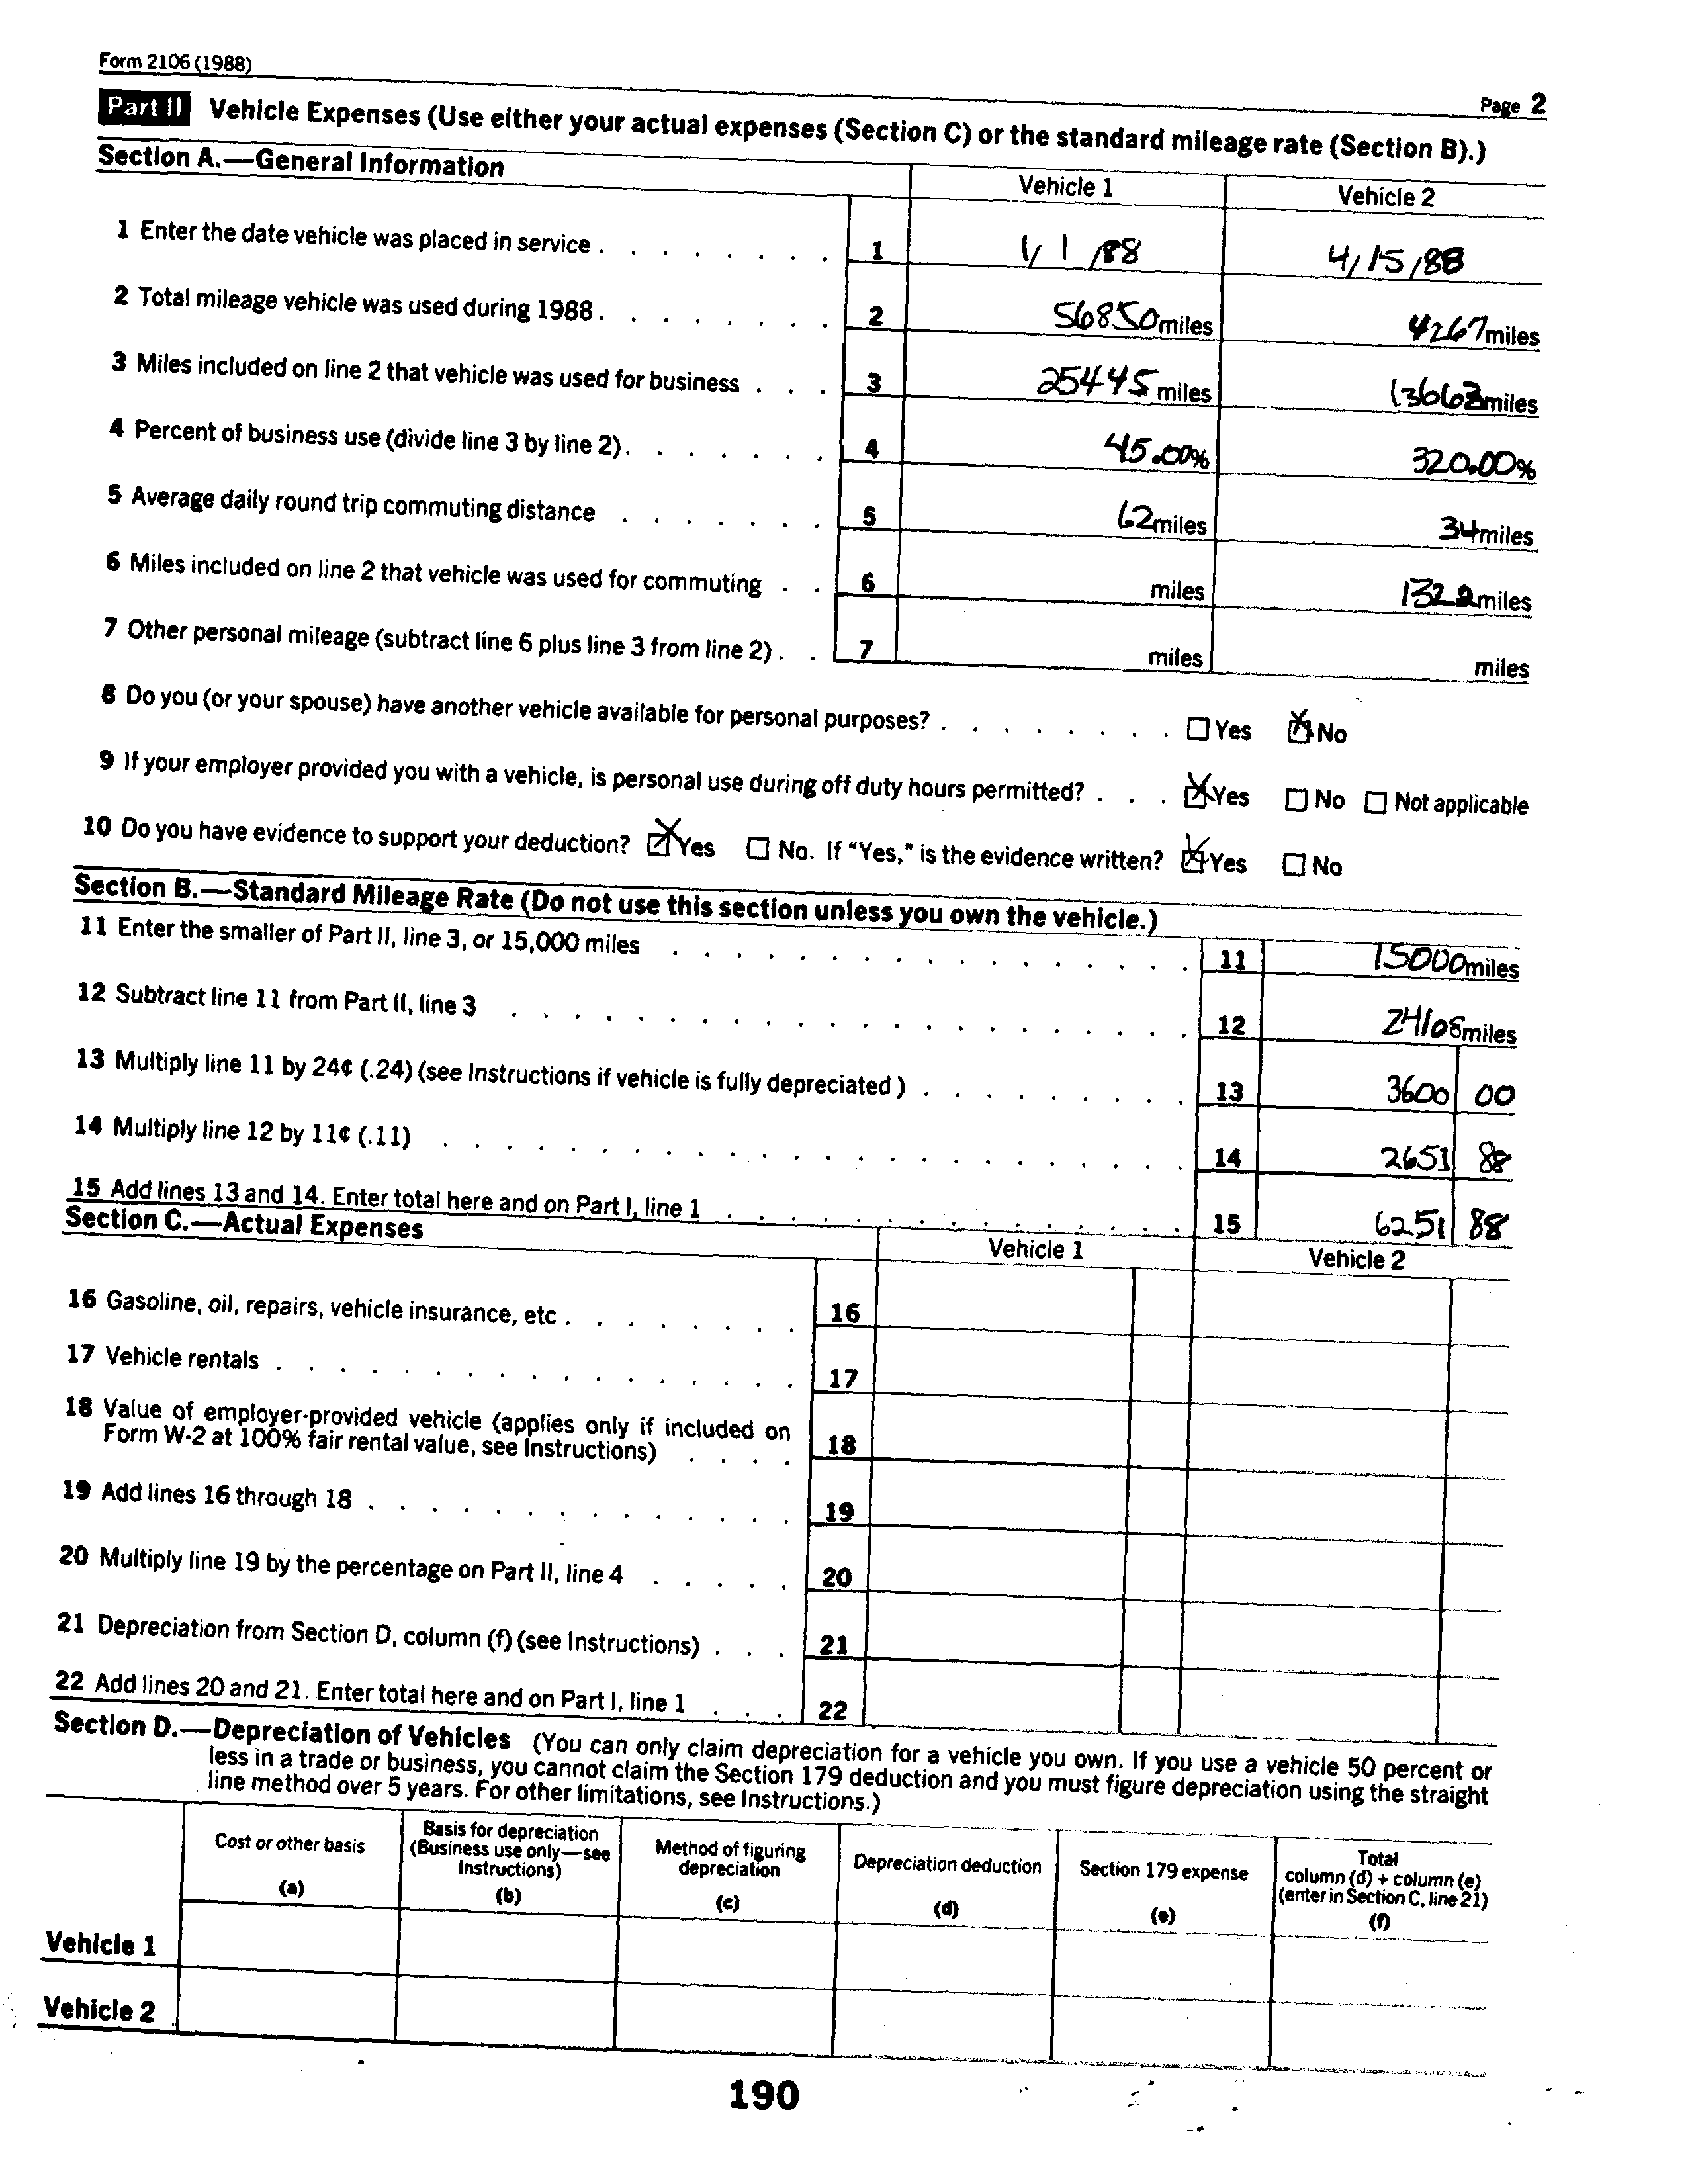 Form 2106 (1988)
Page 2
Part II Vehicle Expenses (Use either your actual expenses (Section C) or the standard mileage rate (Section B).)
Section A.—General Information
Vehicle 1 Vehicle 2
1 Enter the date vehicle was placed in service . . . . . . . . 1 1/ 1 /88 4/15/88
2 Total mileage vehicle was used during 1988 . . . . . . . . 2 56850 miles 4267 miles
3 Miles included on line 2 that vehicle was used for business . . . 3 25445 miles 13663 miles
4 Percent of business use (divide line 3 by line 2) . . . . . . . 4 45.00% 320.00%
5 Average daily round trip commuting distance . . . . . . . 5 62 miles 34 miles
6 Miles included on line 2 that vehicle was used for commuting . . 6 miles 1322 miles
7 Other personal mileage (subtract line 6 plus line 3 from line 2) . . 7 miles miles
8 Do you (or your spouse) have another vehicle available for personal purposes? . . . . . . . . ☐ Yes ☒ No
9 If your employer provided you with a vehicle, is personal use during off duty hours permitted? . . . ☒ Yes ☐ No ☐ Not applicable
10 Do you have evidence to support your deduction? ☒ Yes ☐ No. If "Yes," is the evidence written? ☒ Yes ☐ No
Section B.—Standard Mileage Rate (Do not use this section unless you own the vehicle.)
11 Enter the smaller of Part II, line 3, or 15,000 miles . . . . . . . . . . . . . . . . . 11 15000 miles
12 Subtract line 11 from Part II, line 3 . . . . . . . . . . . . . . . . . . . . . . 12 24108 miles
13 Multiply line 11 by 24¢ (.24) (see Instructions if vehicle is fully depreciated ) . . . . . . . . . 13 3600 00
14 Multiply line 12 by 11¢ (.11) . . . . . . . . . . . . . . . . . . . . . . . . 14 2651 88
15 Add lines 13 and 14. Enter total here and on Part I, line 1 . . . . . . . . . . . . . . . 15 6251 88
Section C.—Actual Expenses
Vehicle 1 Vehicle 2
16 Gasoline, oil, repairs, vehicle insurance, etc . . . . . . . . 16
17 Vehicle rentals . . . . . . . . . . . . . . . . . 17
18 Value of employer-provided vehicle (applies only if included on
Form W-2 at 100% fair rental value, see Instructions) . . . . 18
19 Add lines 16 through 18 . . . . . . . . . . . . . . 19
20 Multiply line 19 by the percentage on Part II, line 4 . . . . . 20
21 Depreciation from Section D, column (f) (see Instructions) . . . 21
22 Add lines 20 and 21. Enter total here and on Part I, line 1 . . . 22
Section D.—Depreciation of Vehicles (You can only claim depreciation for a vehicle you own. If you use a vehicle 50 percent or
less in a trade or business, you cannot claim the Section 179 deduction and you must figure depreciation using the straight
line method over 5 years. For other limitations, see Instructions.)
Cost or other basis
(a)
Basis for depreciation
(Business use only—see
Instructions)
(b)
Method of figuring
depreciation
(c)
Depreciation deduction
(d)
Section 179 expense
(e)
Total
column (d) + column (e)
(enter in Section C, line 21)
(f)
Vehicle 1
Vehicle 2
190